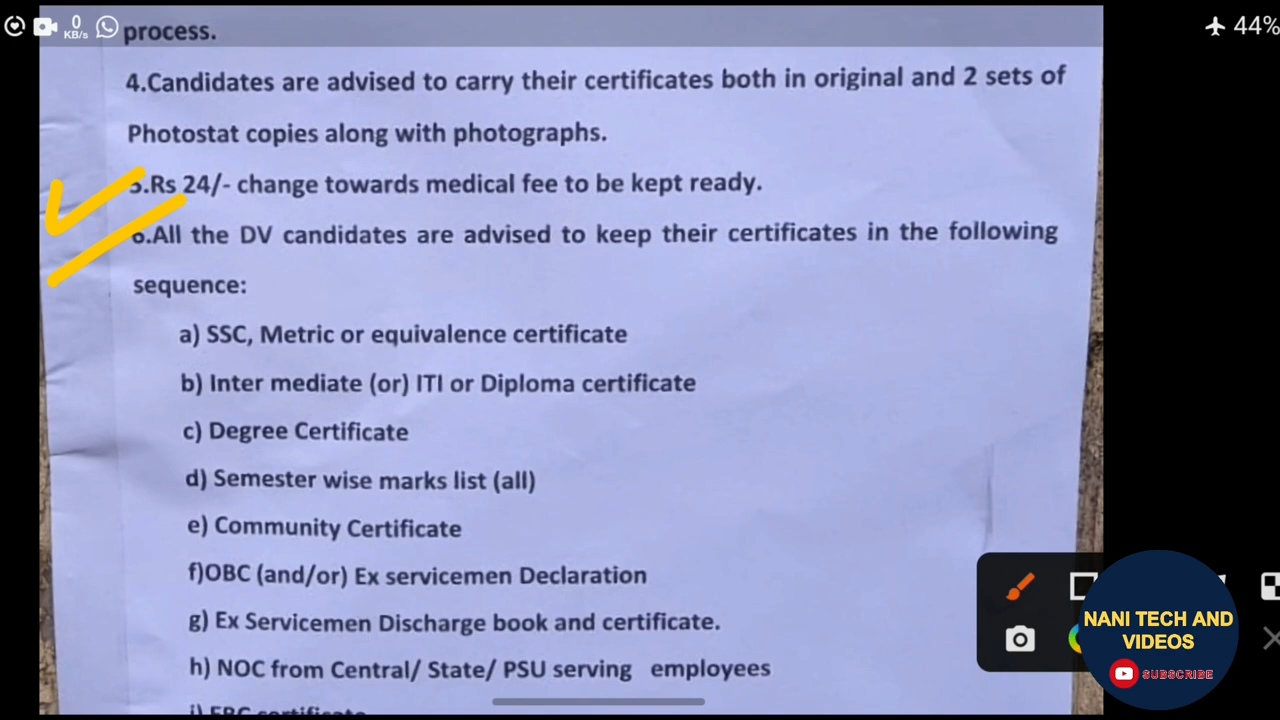 0
KB/s
44%
process.
4.Candidates are advised to carry their certificates both in original and 2 sets of
Photostat copies along with photographs.
5.Rs 24/- change towards medical fee to be kept ready.
6.All the DV candidates are advised to keep their certificates in the following
sequence:
a) SSC, Metric or equivalence certificate
b) Inter mediate (or) ITI or Diploma certificate
c) Degree Certificate
d) Semester wise marks list (all)
e) Community Certificate
f)OBC (and/or) Ex servicemen Declaration
g) Ex Servicemen Discharge book and certificate.
h) NOC from Central/ State/ PSU serving employees
NANI TECH AND
VIDEOS
SUBSCRIBE